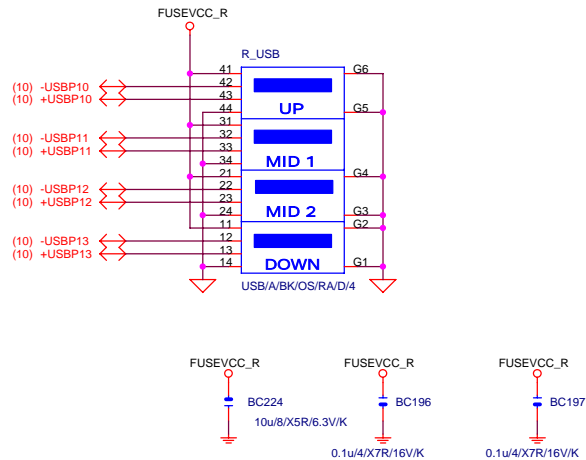 FUSEVCC_R
R_USB
41 G6
(10) -USBP10 42
(10) +USBP10 43
44 UP G5
31
(10) -USBP11 32
(10) +USBP11 33
34 MID 1
21 G4
(10) -USBP12 22
(10) +USBP12 23
24 MID 2 G3
11 G2
(10) -USBP13 12
(10) +USBP13 13
14 DOWN G1
USB/A/BK/OS/RA/D/4
FUSEVCC_R FUSEVCC_R FUSEVCC_R
BC224 BC196 BC197
10u/8/X5R/6.3V/K
0.1u/4/X7R/16V/K 0.1u/4/X7R/16V/K